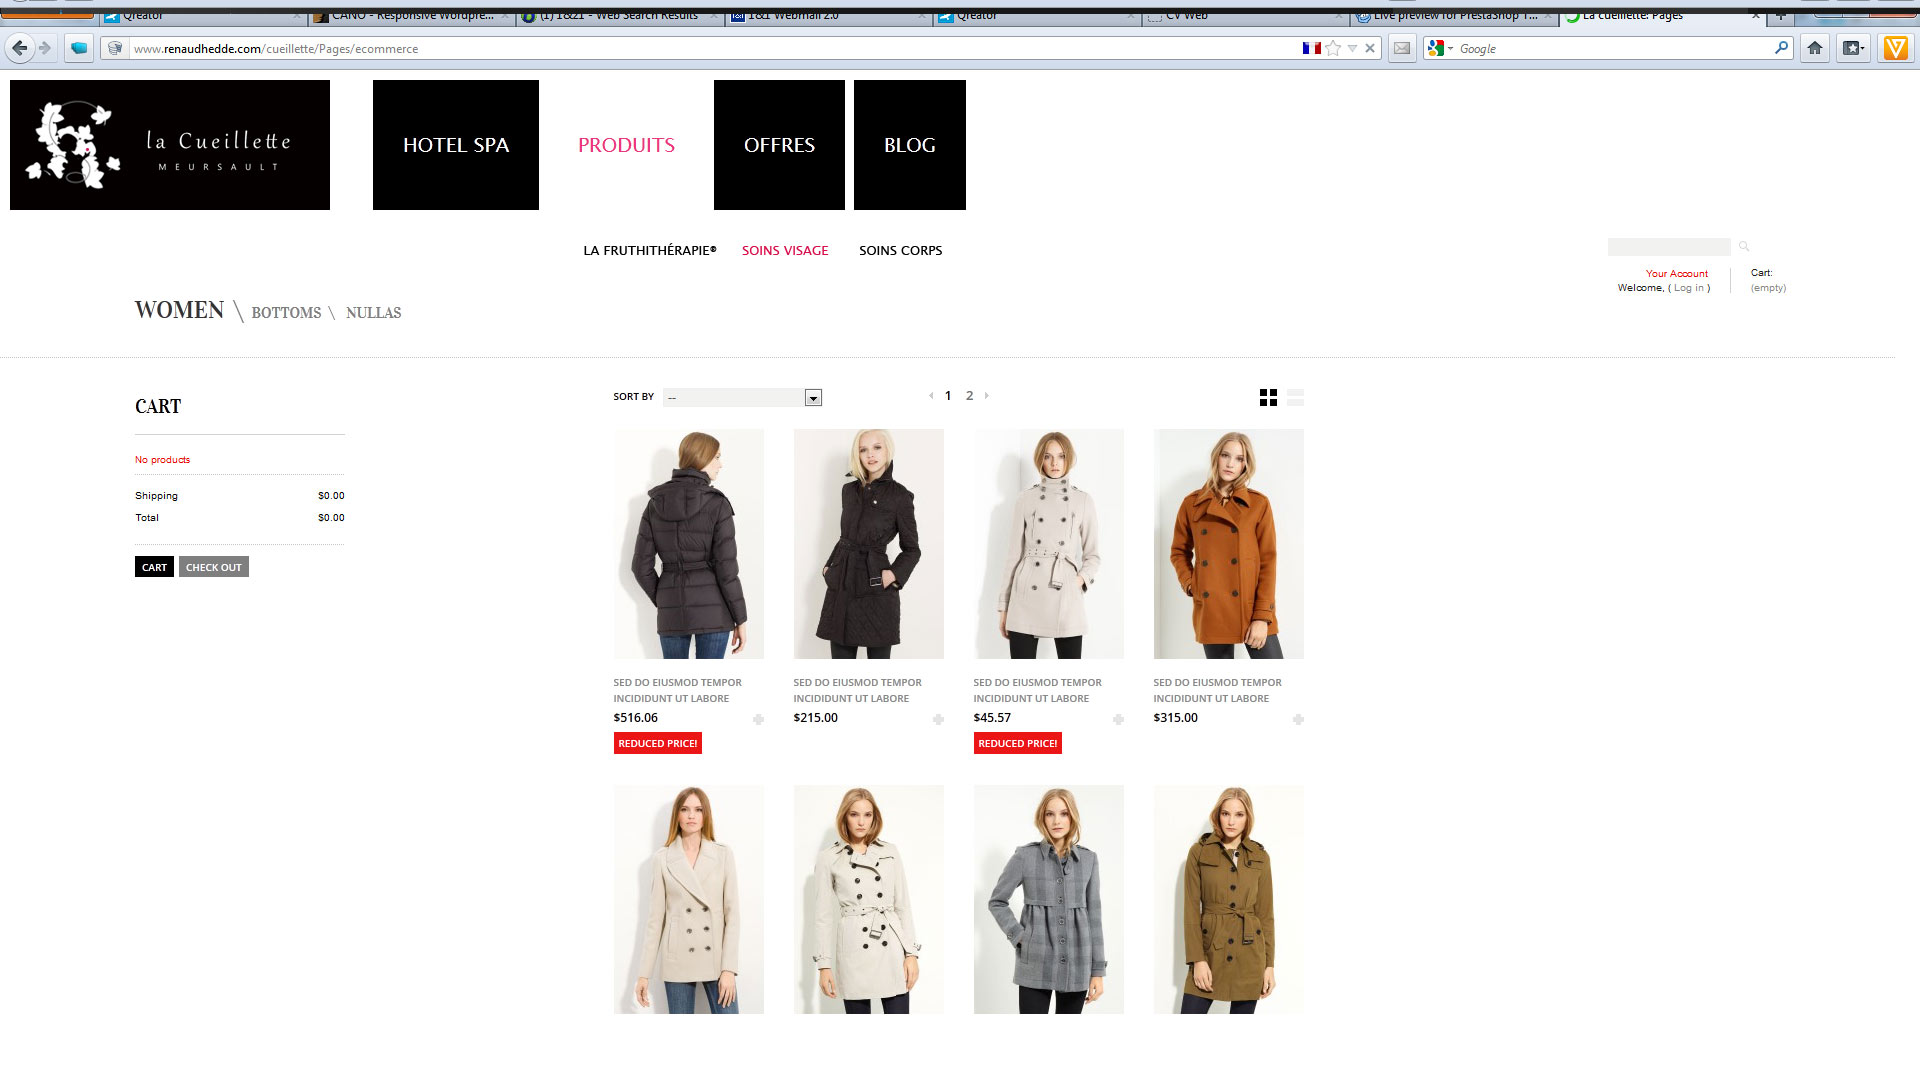 Qreator
CANO - Responsive Wordpre...
(1) 1&21 - Web Search Results
1&1 Webmail 2.0
Qreator
CV Web
Live preview for PrestaShop T...
La cueillette: Pages
www.renaudhedde.com/cueillette/Pages/ecommerce
Google
la Cueillette
MEURSAULT
HOTEL SPA
PRODUITS
OFFRES
BLOG
LA FRUTHITHÉRAPIE®
SOINS VISAGE
SOINS CORPS
Your Account
Welcome, ( Log in )
Cart:
(empty)
WOMEN \ BOTTOMS \ NULLAS
CART
No products
Shipping $0.00
Total $0.00
CART
CHECK OUT
SORT BY --
1 2
SED DO EIUSMOD TEMPOR
INCIDIDUNT UT LABORE
$516.06
REDUCED PRICE!
SED DO EIUSMOD TEMPOR
INCIDIDUNT UT LABORE
$215.00
SED DO EIUSMOD TEMPOR
INCIDIDUNT UT LABORE
$45.57
REDUCED PRICE!
SED DO EIUSMOD TEMPOR
INCIDIDUNT UT LABORE
$315.00